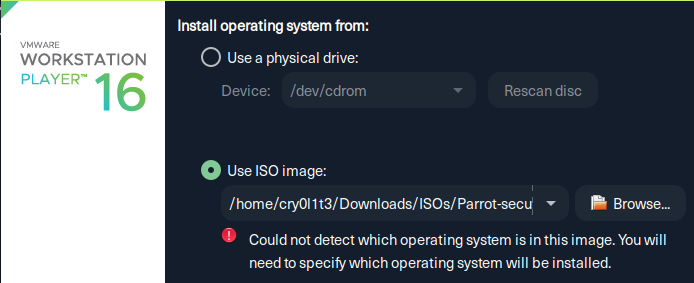 Install operating system from:
VMWARE
WORKSTATION
PLAYER™ 16
Use a physical drive:
Device: /dev/cdrom Rescan disc
Use ISO image:
/home/cry0l1t3/Downloads/ISOs/Parrot-secu Browse...
Could not detect which operating system is in this image. You will
need to specify which operating system will be installed.